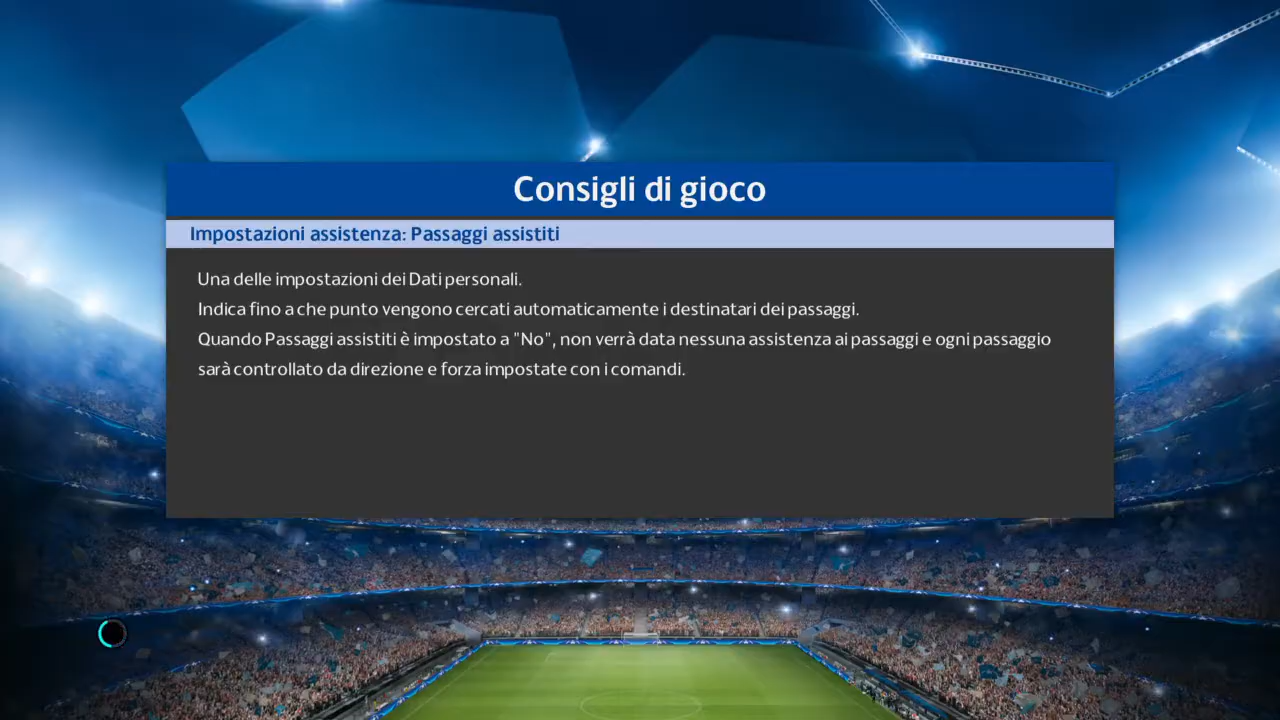 Consigli di gioco
Impostazioni assistenza: Passaggi assistiti
Una delle impostazioni dei Dati personali.
Indica fino a che punto vengono cercati automaticamente i destinatari dei passaggi.
Quando Passaggi assistiti è impostato a "No", non verrà data nessuna assistenza ai passaggi e ogni passaggio
sarà controllato da direzione e forza impostate con i comandi.